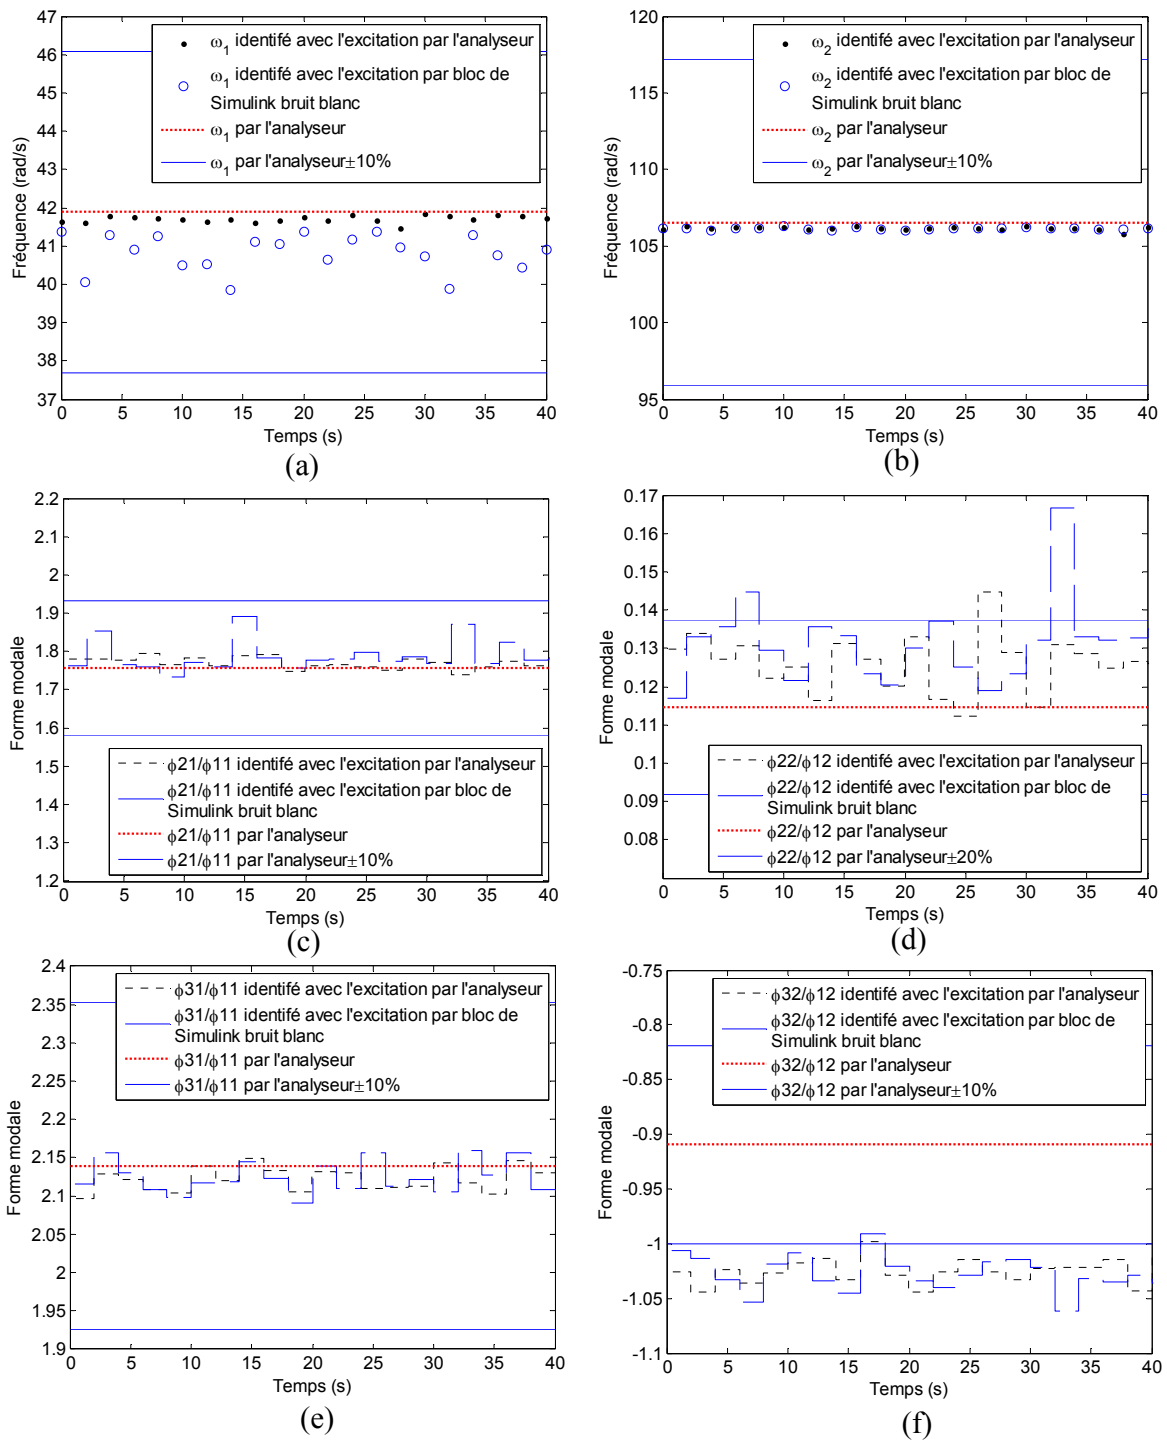 47
46
45
44
43
42
41
40
39
38
37
0
5
10
15
20
25
30
35
40
Fréquence (rad/s)
Temps (s)
ω1 identifé avec l'excitation par l'analyseur
ω1 identifé avec l'excitation par bloc de
Simulink bruit blanc
ω1 par l'analyseur
ω1 par l'analyseur±10%
(a)
120
115
110
105
100
95
0
5
10
15
20
25
30
35
40
Fréquence (rad/s)
Temps (s)
ω2 identifé avec l'excitation par l'analyseur
ω2 identifé avec l'excitation par bloc de
Simulink bruit blanc
ω2 par l'analyseur
ω2 par l'analyseur±10%
(b)
2.2
2.1
2
1.9
1.8
1.7
1.6
1.5
1.4
1.3
1.2
0
5
10
15
20
25
30
35
40
Forme modale
Temps (s)
ϕ21/ϕ11 identifé avec l'excitation par l'analyseur
ϕ21/ϕ11 identifé avec l'excitation par bloc de
Simulink bruit blanc
ϕ21/ϕ11 par l'analyseur
ϕ21/ϕ11 par l'analyseur±10%
(c)
0.17
0.16
0.15
0.14
0.13
0.12
0.11
0.1
0.09
0.08
0
5
10
15
20
25
30
35
40
Forme modale
Temps (s)
ϕ22/ϕ12 identifé avec l'excitation par l'analyseur
ϕ22/ϕ12 identifé avec l'excitation par bloc de
Simulink bruit blanc
ϕ22/ϕ12 par l'analyseur
ϕ22/ϕ12 par l'analyseur±20%
(d)
2.4
2.35
2.3
2.25
2.2
2.15
2.1
2.05
2
1.95
1.9
0
5
10
15
20
25
30
35
40
Forme modale
Temps (s)
ϕ31/ϕ11 identifé avec l'excitation par l'analyseur
ϕ31/ϕ11 identifé avec l'excitation par bloc de
Simulink bruit blanc
ϕ31/ϕ11 par l'analyseur
ϕ31/ϕ11 par l'analyseur±10%
(e)
-0.75
-0.8
-0.85
-0.9
-0.95
-1
-1.05
-1.1
0
5
10
15
20
25
30
35
40
Forme modale
Temps (s)
ϕ32/ϕ12 identifé avec l'excitation par l'analyseur
ϕ32/ϕ12 identifé avec l'excitation par bloc de
Simulink bruit blanc
ϕ32/ϕ12 par l'analyseur
ϕ32/ϕ12 par l'analyseur±10%
(f)